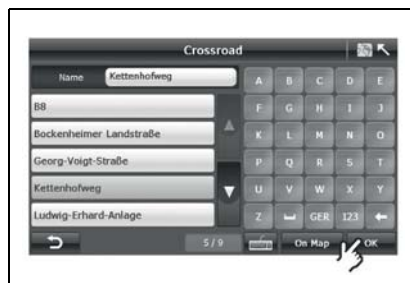 Crossroad
Name Kettenhofweg
B8
Bockenheimer Landstraße
Georg-Voigt-Straße
Kettenhofweg
Ludwig-Erhard-Anlage
5 / 9
A B C D E
F G H I J
K L M N O
P Q R S T
U V W X Y
Z GER 123
On Map OK